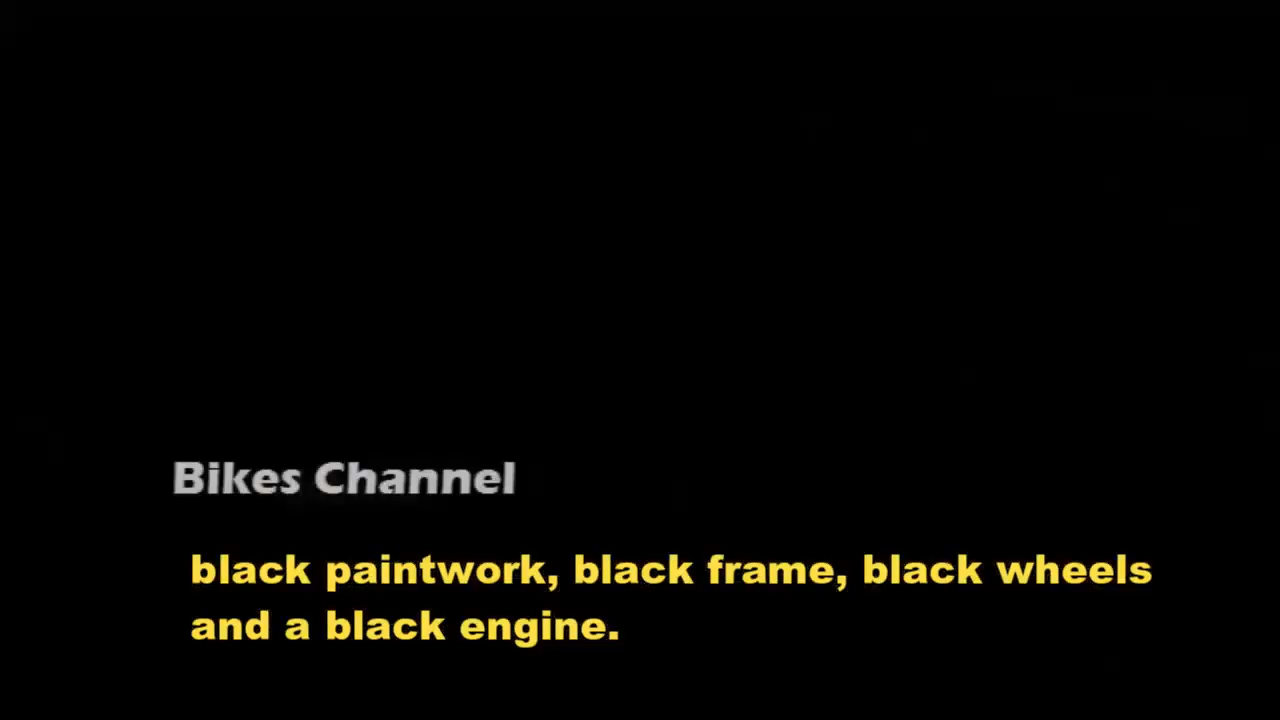 Bikes Channel
black paintwork, black frame, black wheels
and a black engine.